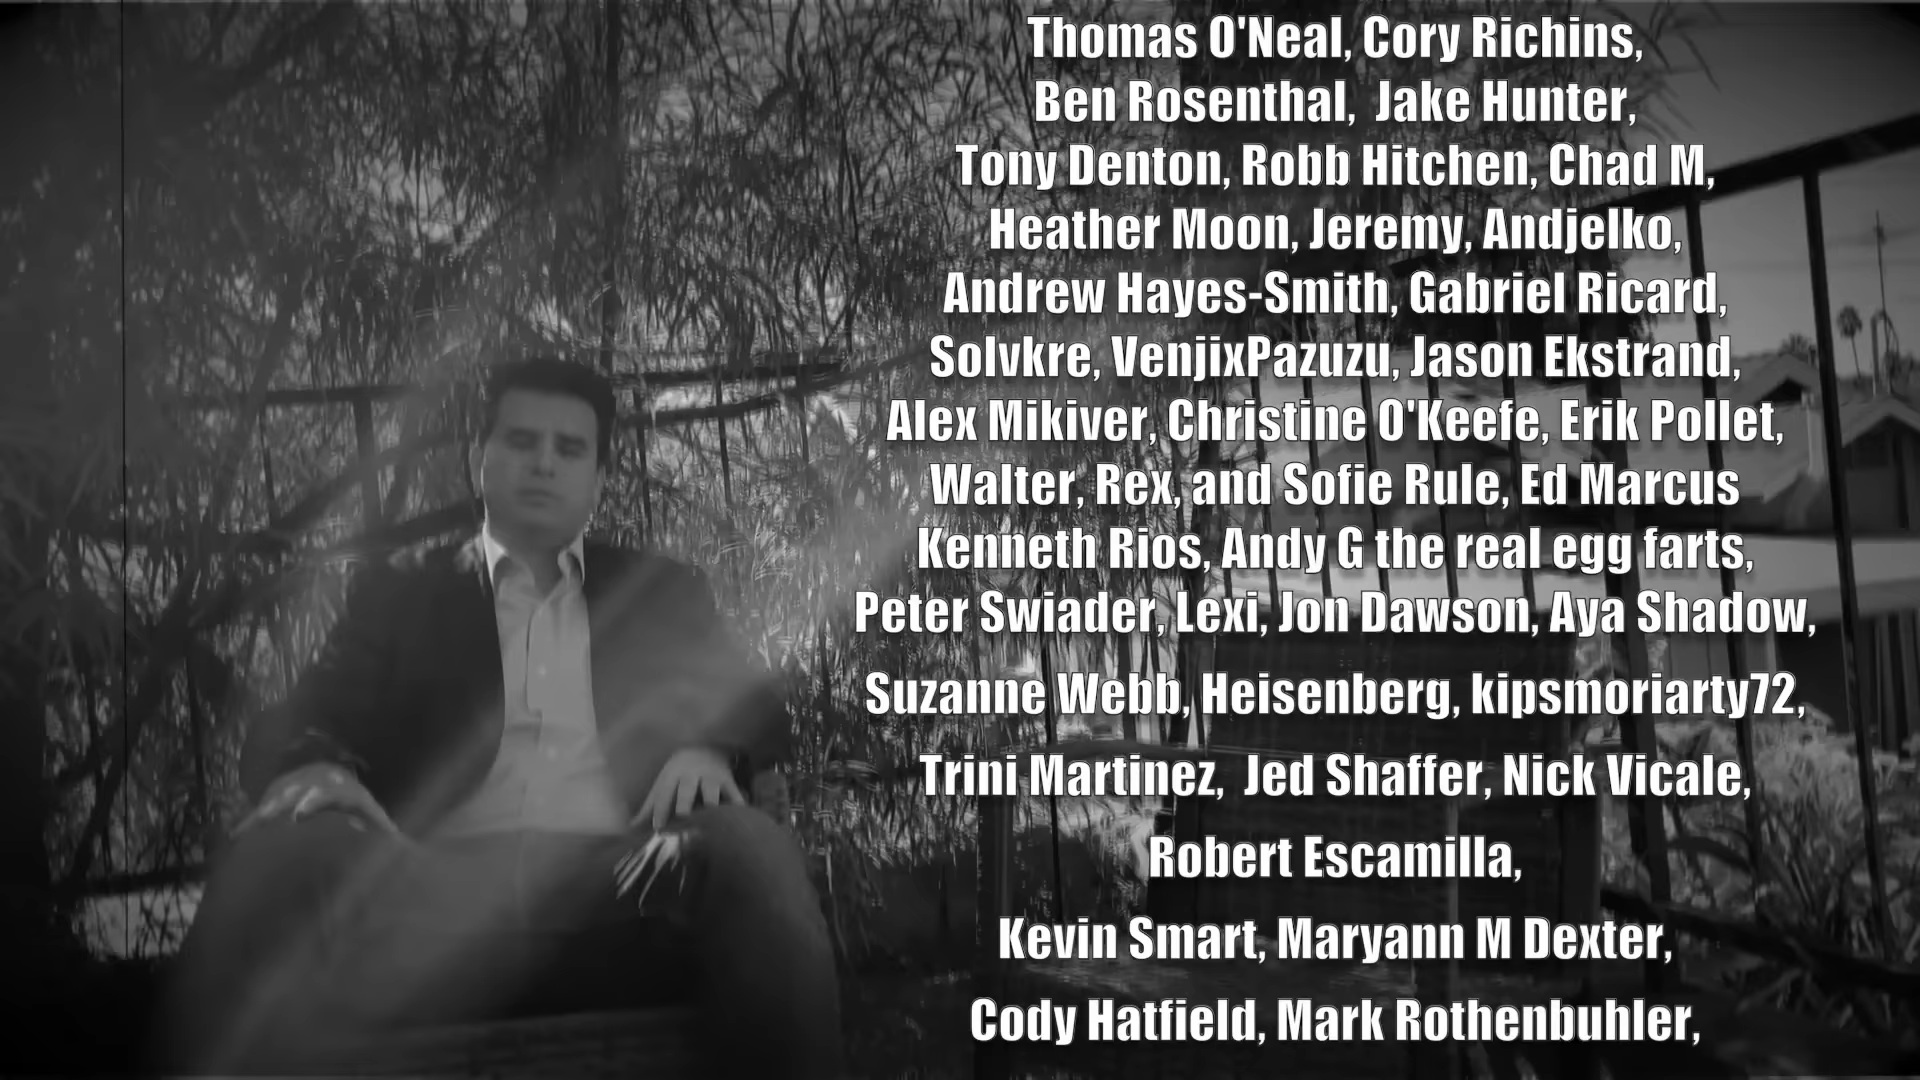 Thomas O'Neal, Cory Richins,
Ben Rosenthal,  Jake Hunter,
Tony Denton, Robb Hitchen, Chad M,
Heather Moon, Jeremy, Andjelko,
Andrew Hayes-Smith, Gabriel Ricard,
Solvkre, VenjixPazuzu, Jason Ekstrand,
Alex Mikiver, Christine O'Keefe, Erik Pollet,
Walter, Rex, and Sofie Rule, Ed Marcus
Kenneth Rios, Andy G the real egg farts,
Peter Swiader, Lexi, Jon Dawson, Aya Shadow,
Suzanne Webb, Heisenberg, kipsmoriarty72,
Trini Martinez,  Jed Shaffer, Nick Vicale,
Robert Escamilla,
Kevin Smart, Maryann M Dexter,
Cody Hatfield, Mark Rothenbuhler,